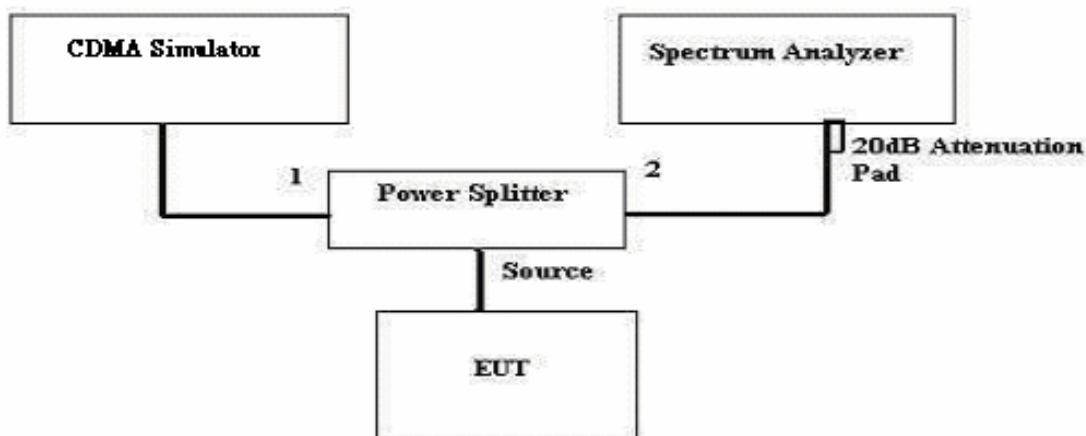 CDMA Simulator
Spectrum Analyzer
20dB Attenuation
Pad
1
2
Power Splitter
Source
EUT